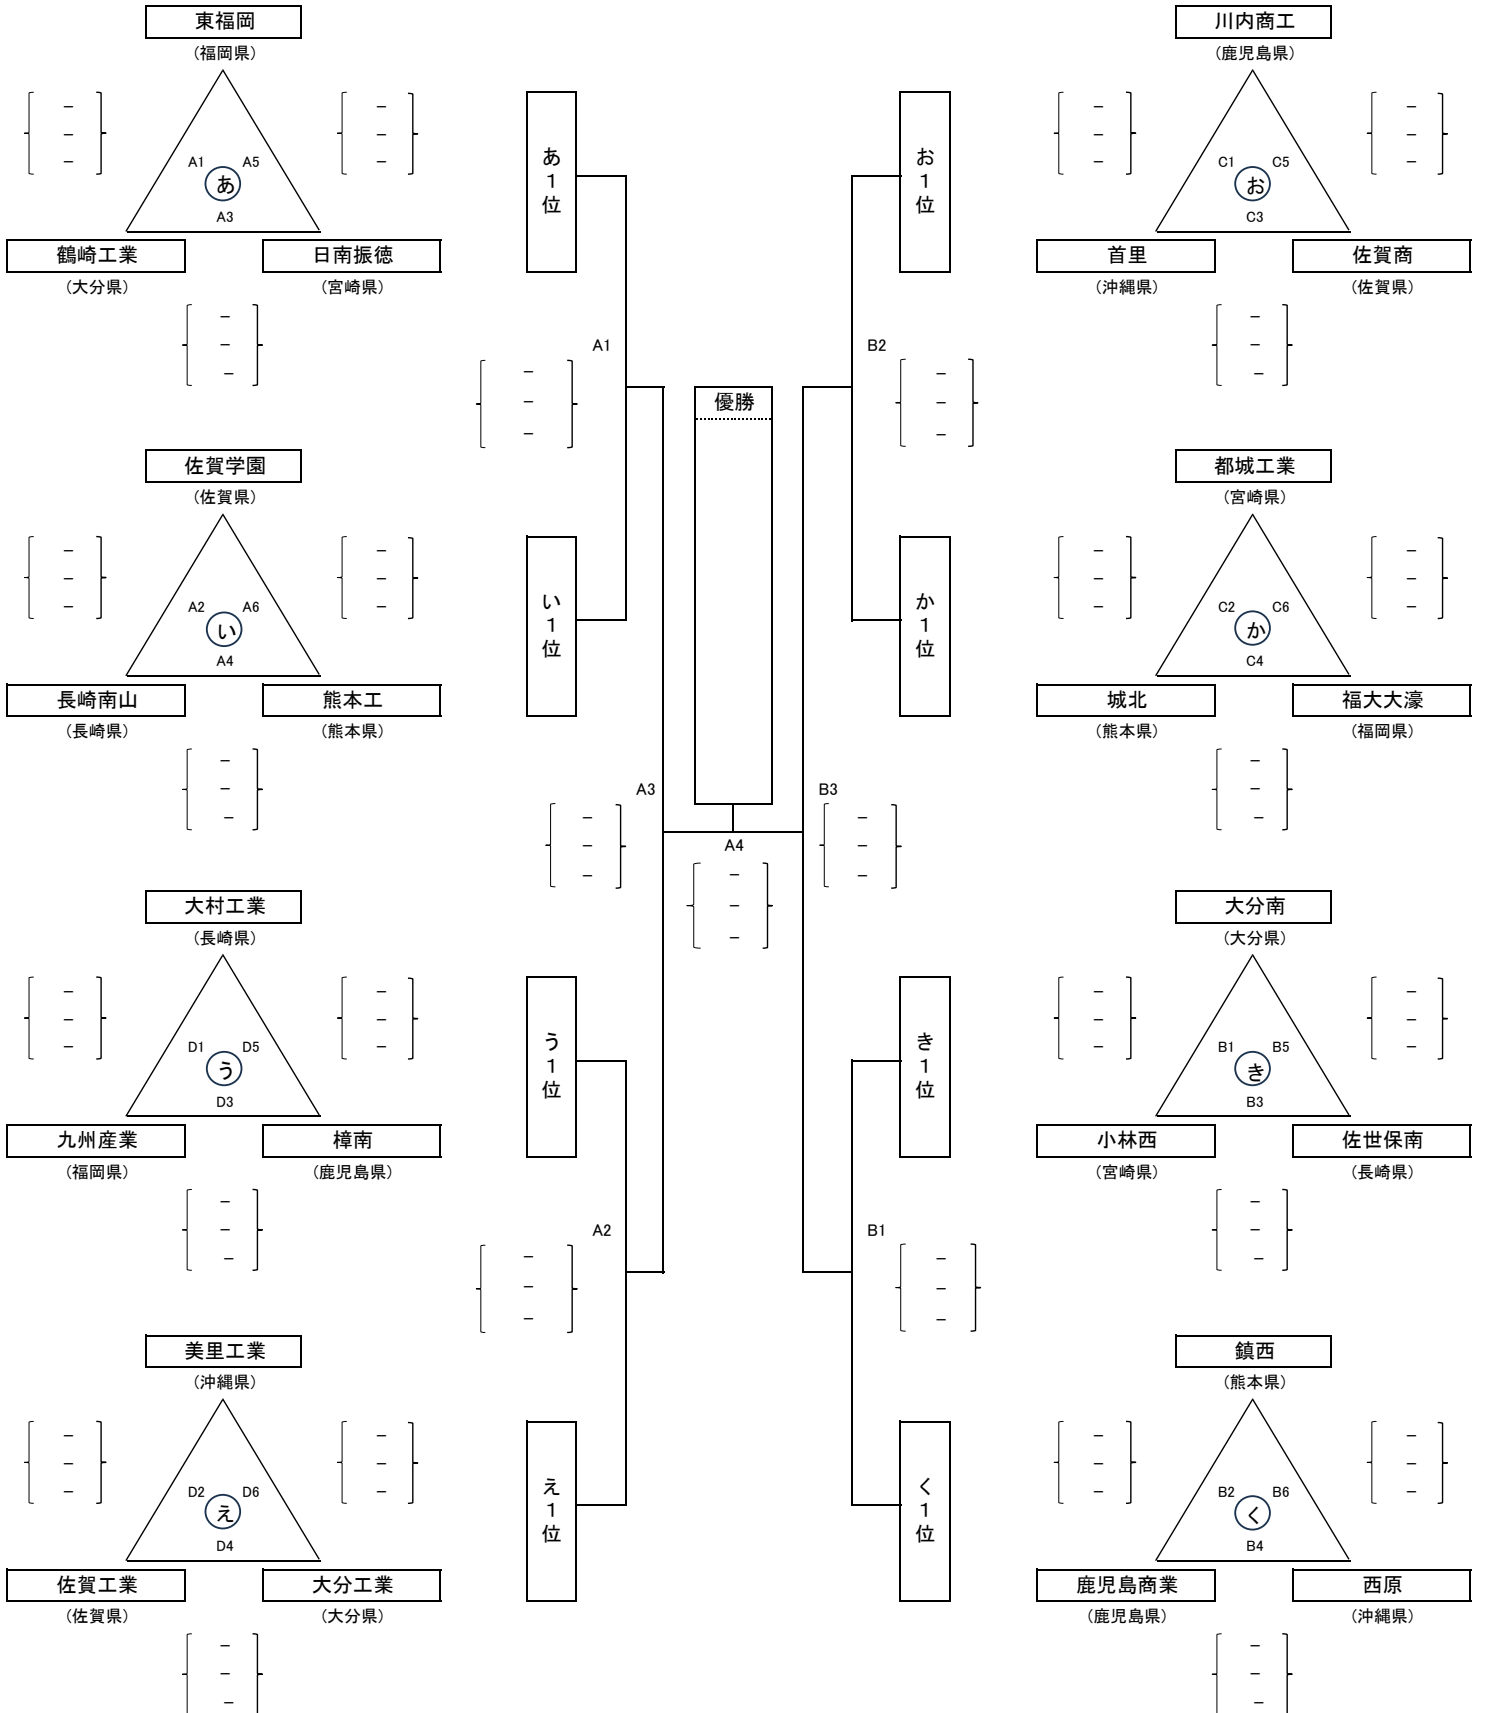 東福岡
(福岡県)
－
－
－
－
－
－
A1
A5
あ
A3
鶴崎工業
日南振徳
(大分県)
(宮崎県)
－
－
－
佐賀学園
(佐賀県)
－
－
－
－
－
－
A2
A6
い
A4
長崎南山
熊本工
(長崎県)
(熊本県)
－
－
－
大村工業
(長崎県)
－
－
－
－
－
－
D1
D5
う
D3
九州産業
樟南
(福岡県)
(鹿児島県)
－
－
－
美里工業
(沖縄県)
－
－
－
－
－
－
D2
D6
え
D4
佐賀工業
大分工業
(佐賀県)
(大分県)
－
－
－
あ1位
A1
－
－
－
い1位
A3
－
－
－
う1位
A2
－
－
－
え1位
優勝
A4
－
－
－
お1位
B2
－
－
－
か1位
B3
－
－
－
き1位
B1
－
－
－
く1位
川内商工
(鹿児島県)
－
－
－
－
－
－
C1
C5
お
C3
首里
佐賀商
(沖縄県)
(佐賀県)
－
－
－
都城工業
(宮崎県)
－
－
－
－
－
－
C2
C6
か
C4
城北
福大大濠
(熊本県)
(福岡県)
－
－
－
大分南
(大分県)
－
－
－
－
－
－
B1
B5
き
B3
小林西
佐世保南
(宮崎県)
(長崎県)
－
－
－
鎮西
(熊本県)
－
－
－
－
－
－
B2
B6
く
B4
鹿児島商業
西原
(鹿児島県)
(沖縄県)
－
－
－